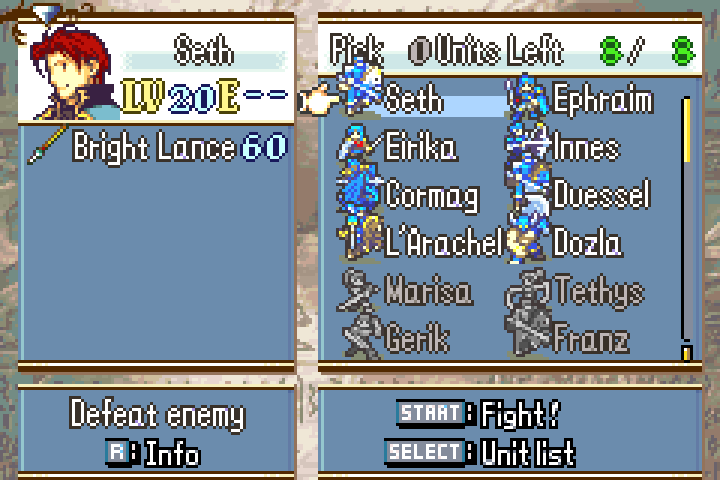 Seth
LV 20 E --
Bright Lance 60
Pick 0 Units Left 8/ 8
Seth Ephraim
Eirika Innes
Cormag Duessel
L'Arachel Dozla
Marisa Tethys
Gerik Franz
Defeat enemy
R: Info
START: Fight!
SELECT: Unit list